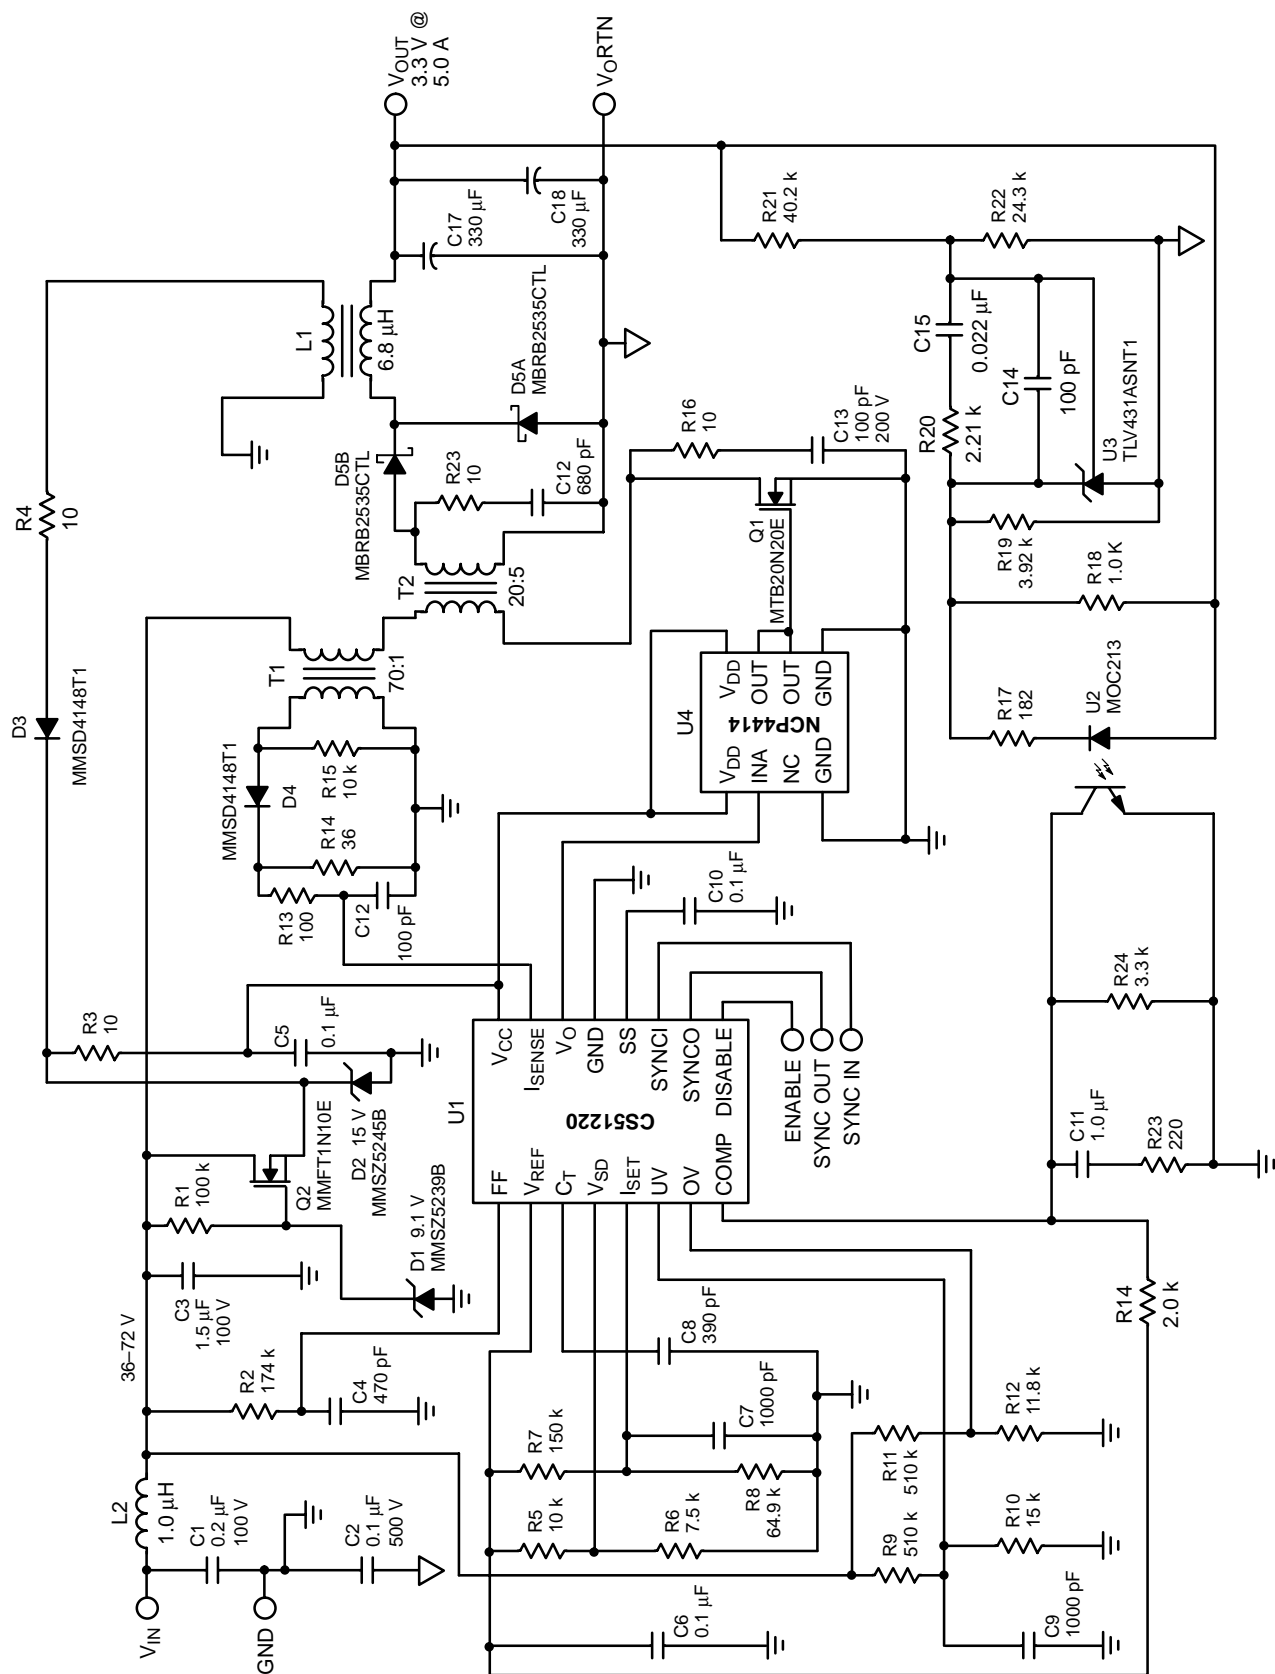 VIN
GND
L2
1.0 µH
C1
0.2 µF
100 V
C2
0.1 µF
500 V
36–72 V
R2
174 k
C4
470 pF
C3
1.5 µF
100 V
R1
100 k
Q2
MMFT1N10E
D1 9.1 V
MMSZ5239B
D2 15 V
MMSZ5245B
R3
10
C5
0.1 µF
D3
MMSD4148T1
R4
10
MMSD4148T1
D4
R13
100
C12
100 pF
R14
36
R15
10 k
T1
70:1
T2
20:5
D5B
MBRB2535CTL
R23
10
C12
680 pF
D5A
MBRB2535CTL
L1
6.8 µH
C17
330 µF
C18
330 µF
VOUT
3.3 V @
5.0 A
VORTN
U1
CS51220
FF
VREF
CT
VSD
ISET
UV
OV
COMP
VCC
ISENSE
VO
GND
SS
SYNCI
SYNCO
DISABLE
ENABLE
SYNC OUT
SYNC IN
C10
0.1 µF
U4
NCP4414
VDD
INA
NC
GND
VDD
OUT
OUT
GND
Q1
MTB20N20E
R16
10
C13
100 pF
200 V
R5
10 k
R6
7.5 k
R7
150 k
R8
64.9 k
C7
1000 pF
C8
390 pF
C6
0.1 µF
R9
510 k
R10
15 k
R11
510 k
R12
11.8 k
C9
1000 pF
R14
2.0 k
C11
1.0 µF
R23
220
R24
3.3 k
U2
MOC213
R17
182
R18
1.0 K
R19
3.92 k
R20
2.21 k
C15
0.022 µF
C14
100 pF
U3
TLV431ASNT1
R21
40.2 k
R22
24.3 k